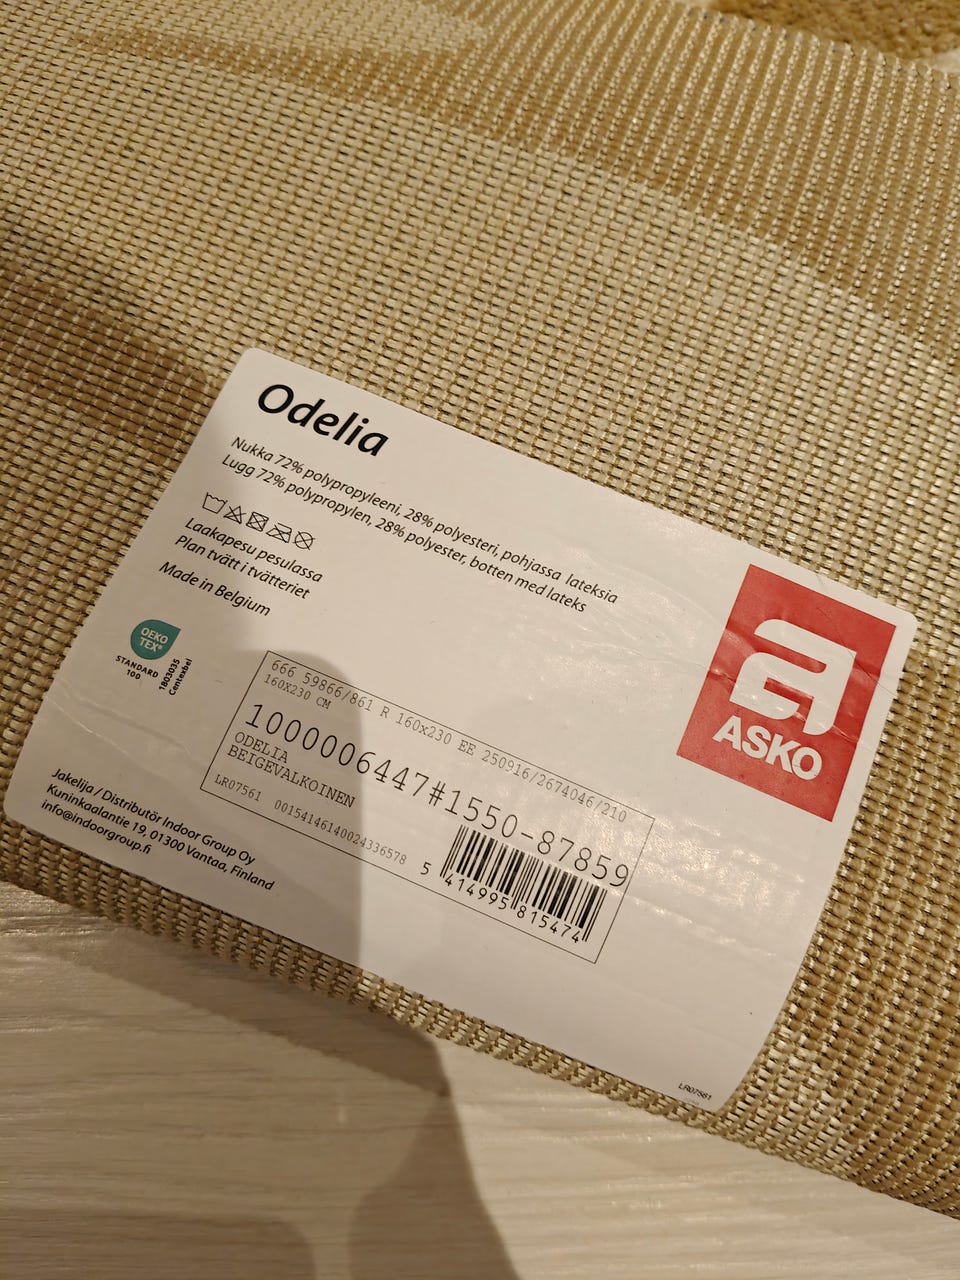 Odelia
Nukka 72% polypropyleeni, 28% polyesteri, pohjassa lateksia
Lugg 72% polypropylen, 28% polyester, botten med lateks
Laakapesu pesulassa
Plan tvätt i tvätteriet
Made in Belgium
OEKO
TEX®
STANDARD
100
1803035
Centexbel
ASKO
666 59866/861 R 160x230 EE 250916/2674046/210
160X230 CM
1000006447#1550-87859
ODELIA
BEIGEVALKOINEN
LR07561 00154146140024336578
5 414995 815474
Jakelija / Distributör Indoor Group Oy
Kuninkaalantie 19, 01300 Vantaa, Finland
info@indoorgroup.fi
LR07561